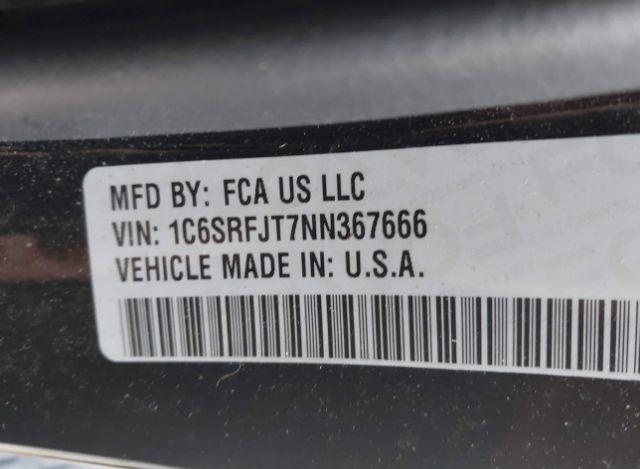 MFD BY: FCA US LLC
VIN: 1C6SRFJT7NN367666
VEHICLE MADE IN: U.S.A.